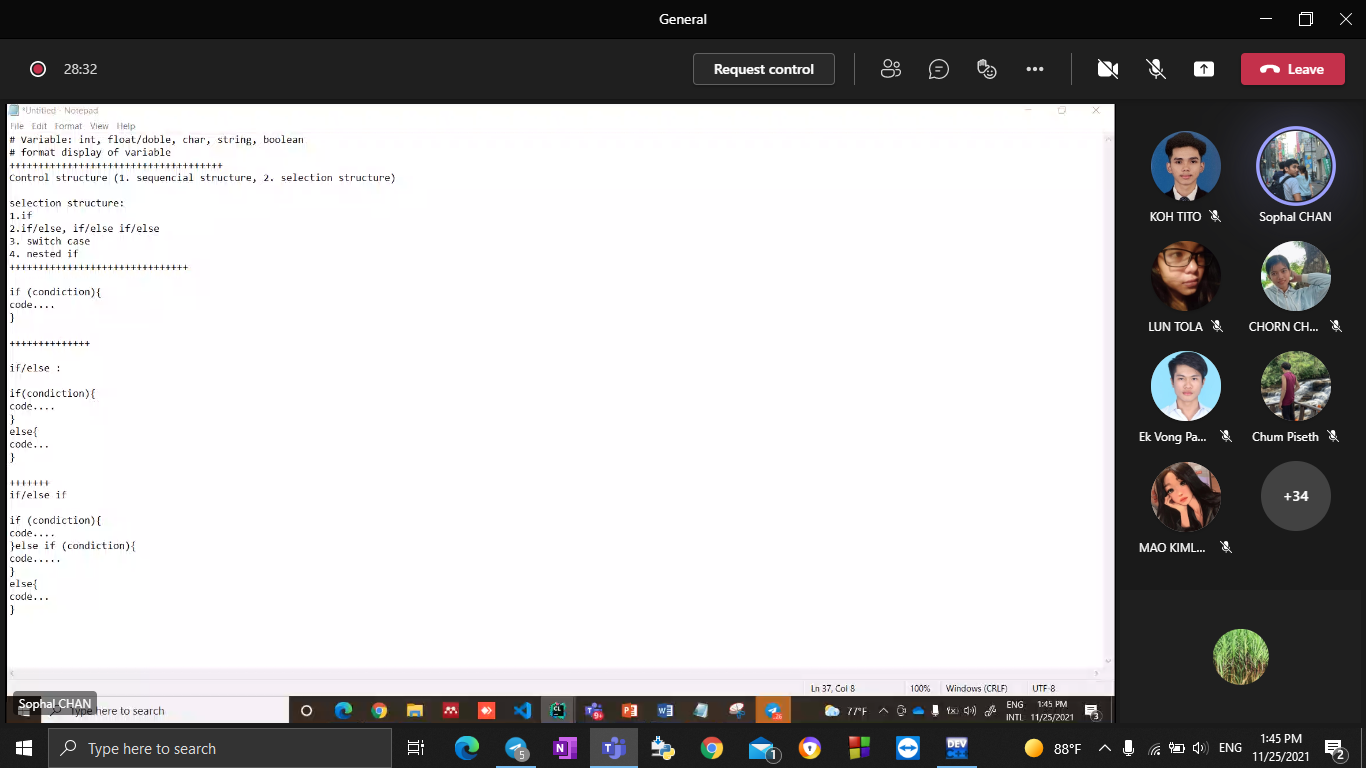 General
28:32
Request control
Leave
*Untitled - Notepad
File Edit Format View Help
# Variable: int, float/doble, char, string, boolean
# format display of variable
+++++++++++++++++++++++++++++++++++++
Control structure (1. sequencial structure, 2. selection structure)
selection structure:
1.if
2.if/else, if/else if/else
3. switch case
4. nested if
+++++++++++++++++++++++++++++++
if (condiction){
code....
}
++++++++++++++
if/else :
if(condiction){
code....
}
else{
code...
}
+++++++
if/else if
if (condiction){
code....
}else if (condiction){
code.....
}
else{
code...
}
Ln 37, Col 8
100%
Windows (CRLF)
UTF-8
Sophal CHAN
Type here to search
77°F
ENG
INTL
1:45 PM
11/25/2021
3
KOH TITO
Sophal CHAN
LUN TOLA
CHORN CH...
Ek Vong Pa...
Chum Piseth
MAO KIML...
+34
Type here to search
5
1
DEV
88°F
ENG
1:45 PM
11/25/2021
2